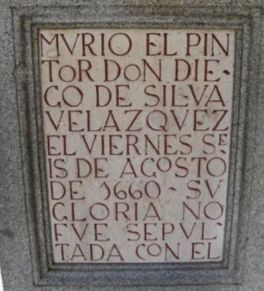 MVRIO EL PIN
TOR DON DIE·
GO DE SILVA
VELAZQVEZ
EL VIERNES SE
IS DE AGOSTO
DE 1660 - SV
GLORIA NO
FVE SEPVL·
TADA CON EL